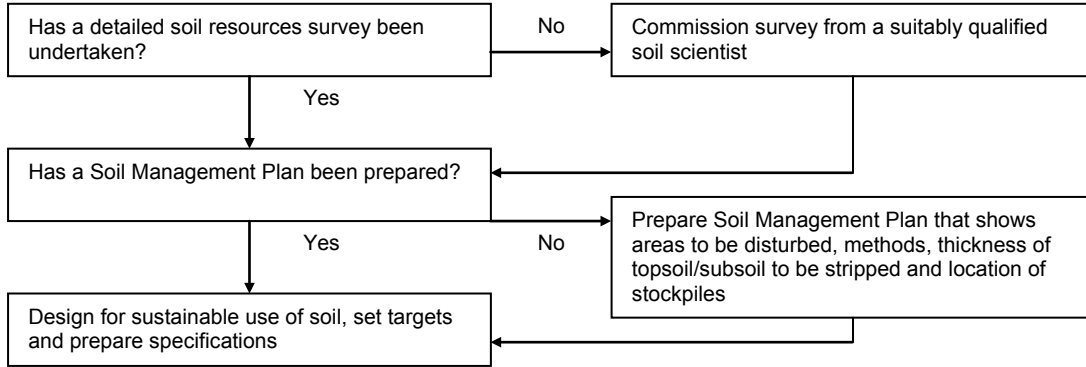 Has a detailed soil resources survey been
undertaken?
No
Commission survey from a suitably qualified
soil scientist
Yes
Has a Soil Management Plan been prepared?
Yes
No
Prepare Soil Management Plan that shows
areas to be disturbed, methods, thickness of
topsoil/subsoil to be stripped and location of
stockpiles
Design for sustainable use of soil, set targets
and prepare specifications